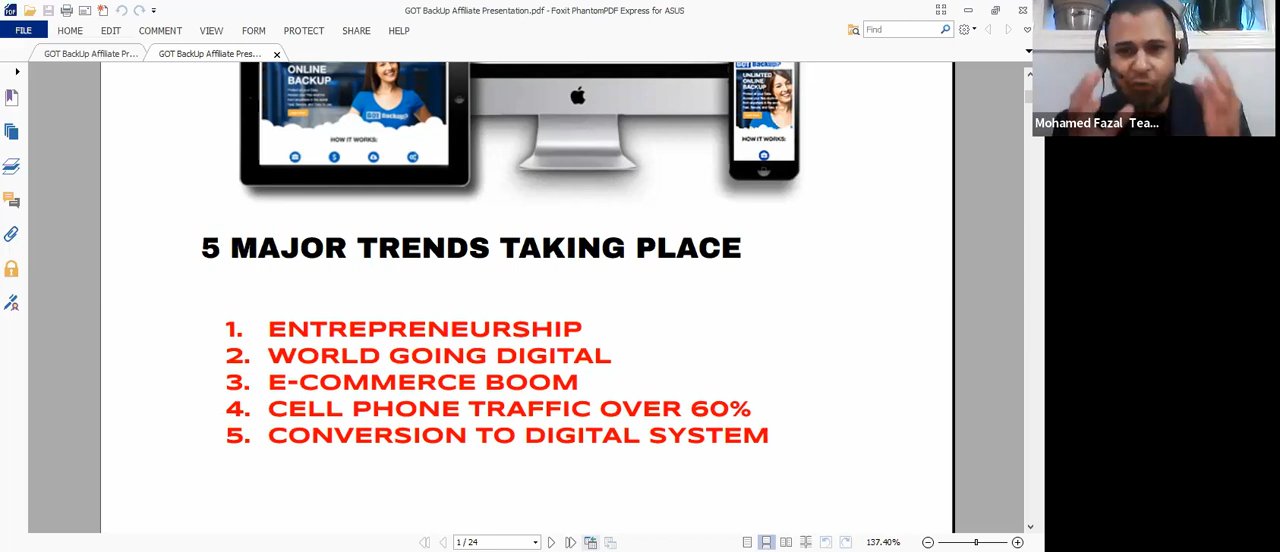 GOT BackUp Affiliate Presentation.pdf - Foxit PhantomPDF Express for ASUS
FILE HOME EDIT COMMENT VIEW FORM PROTECT SHARE HELP
Find
GOT BackUp Affiliate Pr...
GOT BackUp Affiliate Pres...
ONLINE
BACKUP
GOT Backup?
HOW IT WORKS:
UNLIMITED
ONLINE
BACKUP
HOW IT WORKS:
Mohamed Fazal Tea...
5 MAJOR TRENDS TAKING PLACE
1. ENTREPRENEURSHIP
2. WORLD GOING DIGITAL
3. E-COMMERCE BOOM
4. CELL PHONE TRAFFIC OVER 60%
5. CONVERSION TO DIGITAL SYSTEM
1 / 24
137.40%